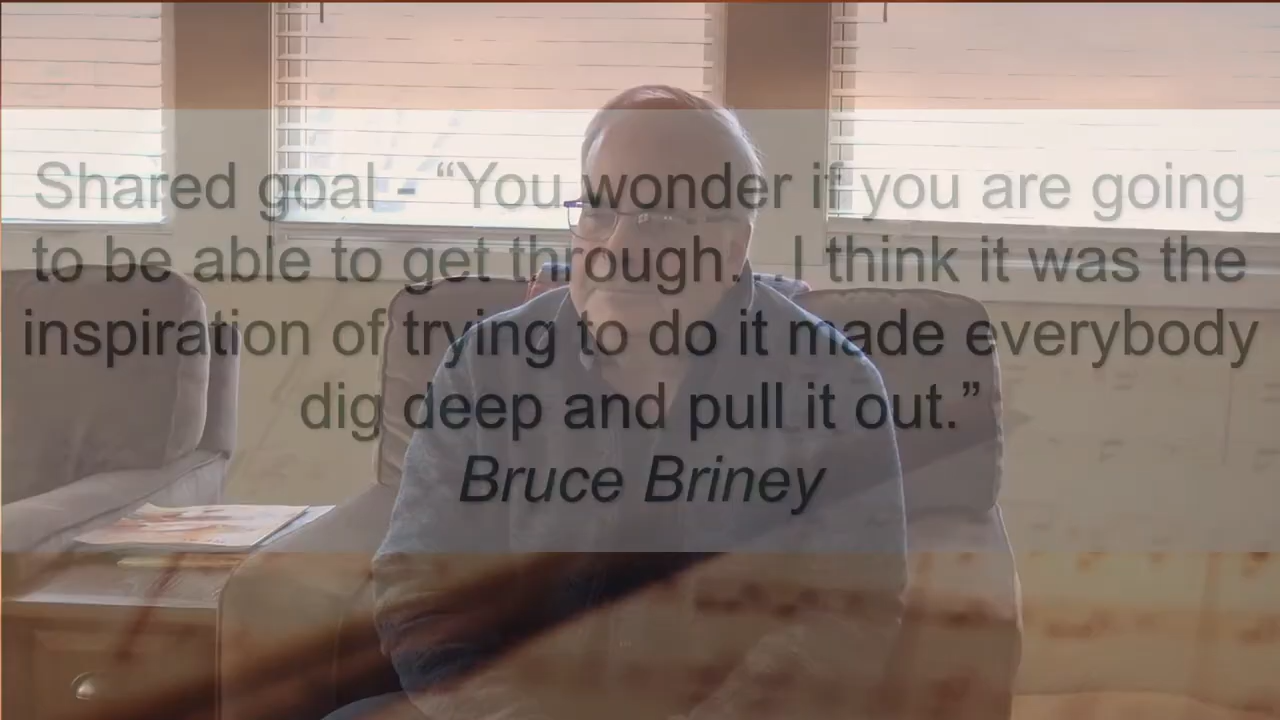 Shared goal - “You wonder if you are going
to be able to get through…I think it was the
inspiration of trying to do it made everybody
dig deep and pull it out.”
Bruce Briney